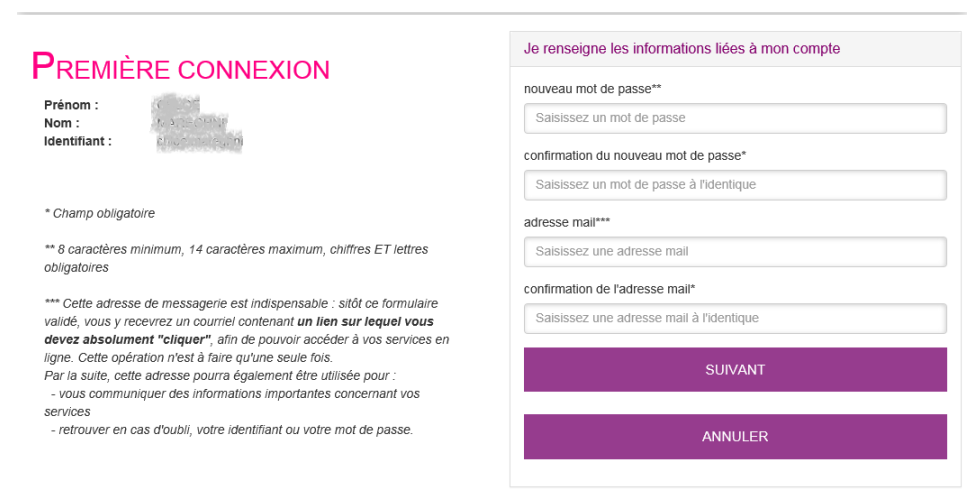 PREMIÈRE CONNEXION
Prénom :
Nom :
Identifiant :
* Champ obligatoire
** 8 caractères minimum, 14 caractères maximum, chiffres ET lettres
obligatoires
*** Cette adresse de messagerie est indispensable : sitôt ce formulaire
validé, vous y recevrez un courriel contenant un lien sur lequel vous
devez absolument "cliquer", afin de pouvoir accéder à vos services en
ligne. Cette opération n'est à faire qu'une seule fois.
Par la suite, cette adresse pourra également être utilisée pour :
- vous communiquer des informations importantes concernant vos
services
- retrouver en cas d'oubli, votre identifiant ou votre mot de passe.
Je renseigne les informations liées à mon compte
nouveau mot de passe**
Saisissez un mot de passe
confirmation du nouveau mot de passe*
Saisissez un mot de passe à l'identique
adresse mail***
Saisissez une adresse mail
confirmation de l'adresse mail*
Saisissez une adresse mail à l'identique
SUIVANT
ANNULER